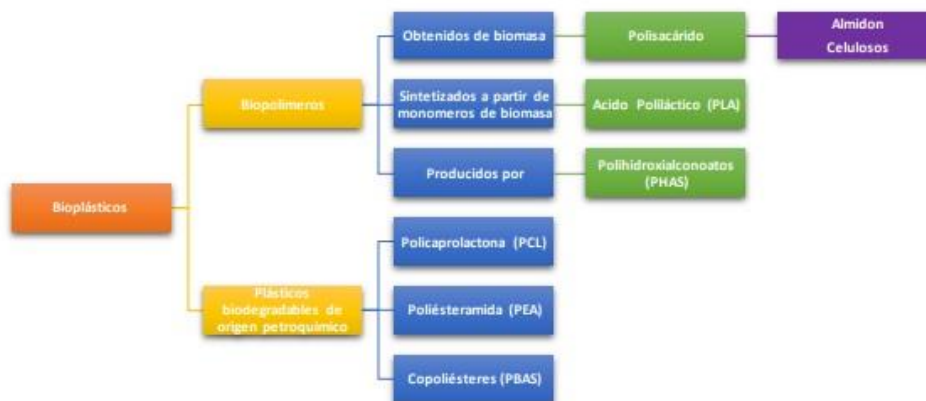 Bioplásticos
Biopolímeros
Obtenidos de biomasa
Polisacárido
Almidon
Celulosos
Sintetizados a partir de
monomeros de biomasa
Acido Poliláctico (PLA)
Producidos por
Polihidroxialconoatos
(PHAS)
Plásticos
biodegradables de
origen petroquímico
Policaprolactona (PCL)
Poliésteramida (PEA)
Copoliésteres (PBAS)